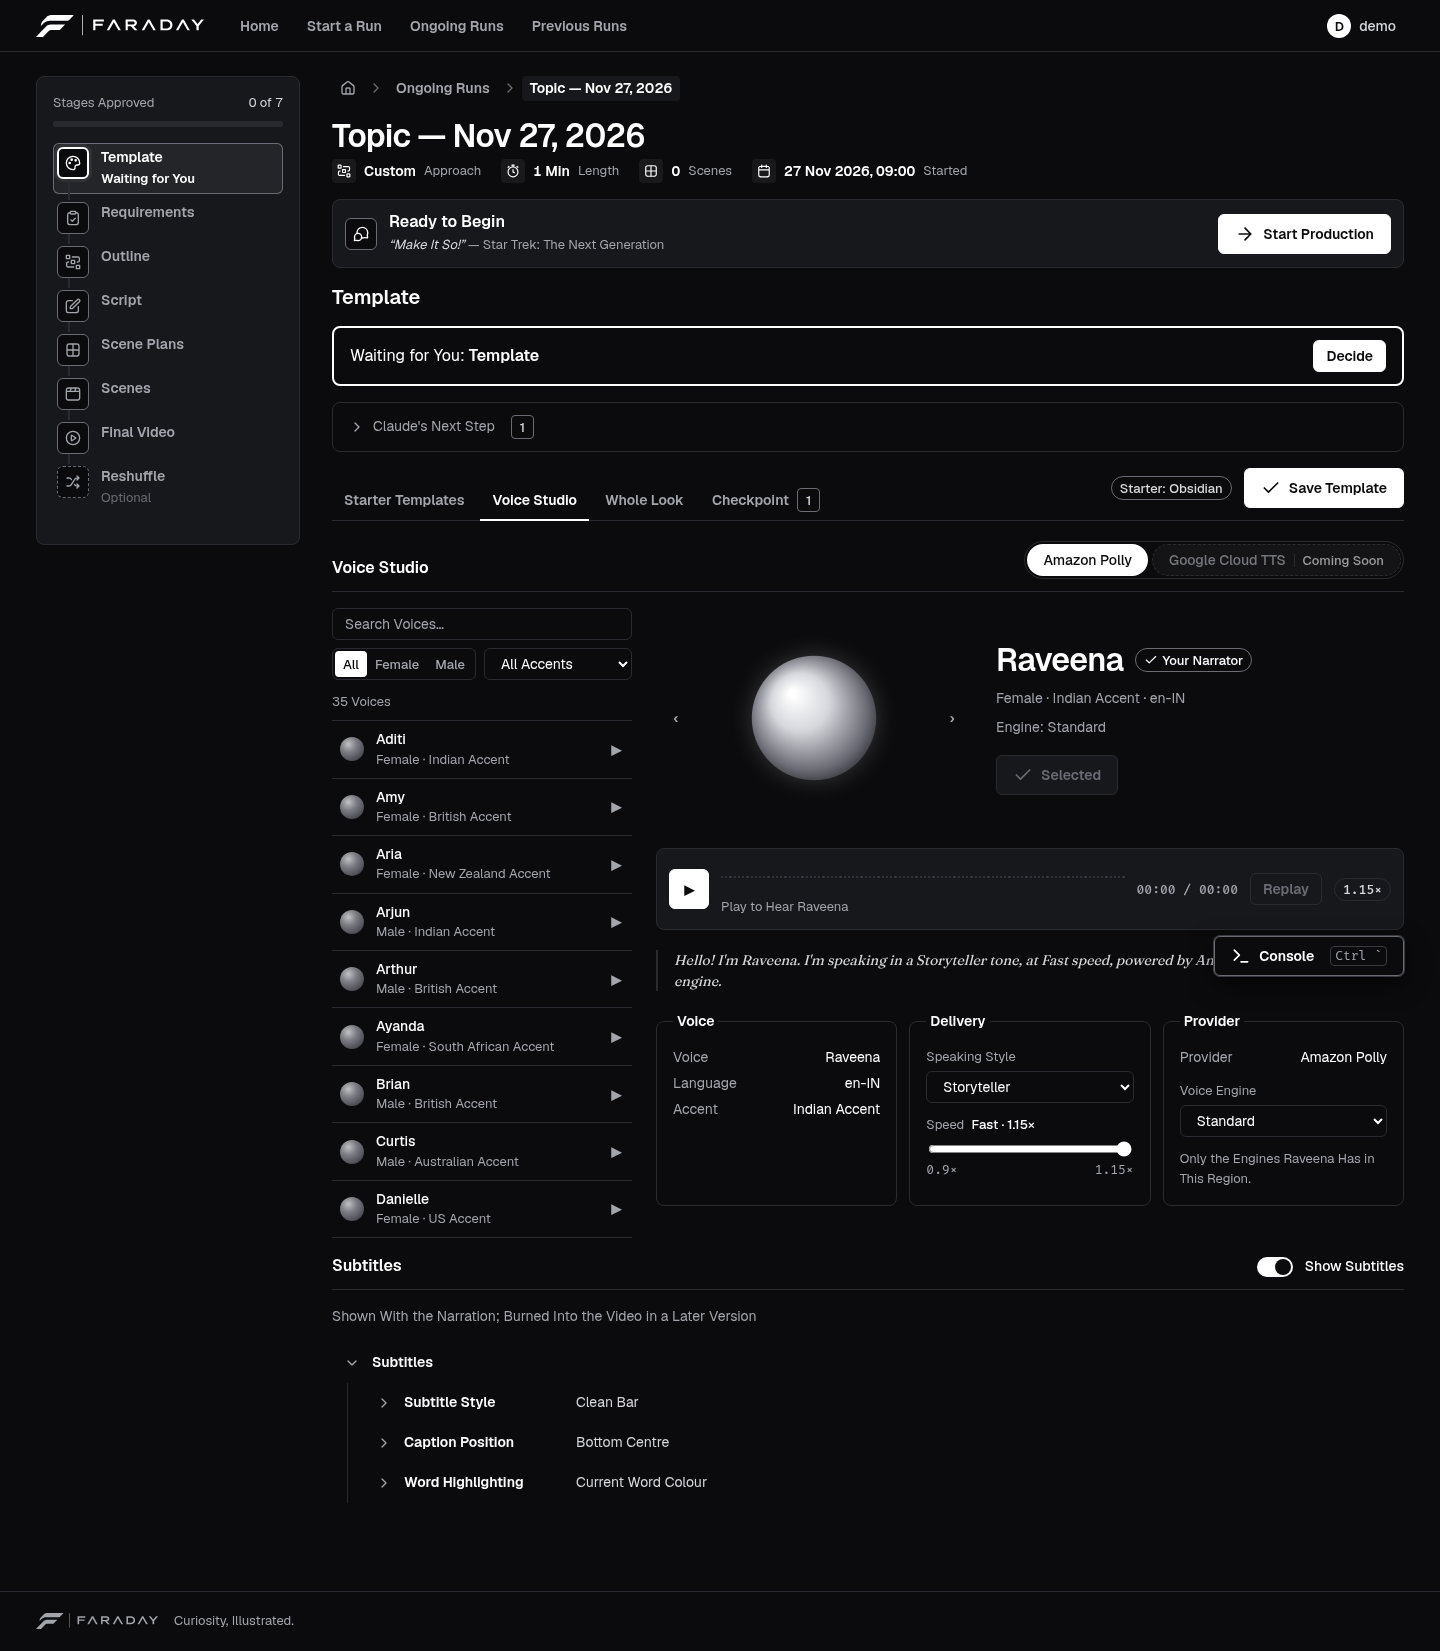 FARADAY
Home
Start a Run
Ongoing Runs
Previous Runs
D
demo
Stages Approved
0 of 7
Template
Waiting for You
Requirements
Outline
Script
Scene Plans
Scenes
Final Video
Reshuffle
Optional
Ongoing Runs
Topic — Nov 27, 2026
Topic — Nov 27, 2026
Custom Approach
1 Min Length
0 Scenes
27 Nov 2026, 09:00 Started
Ready to Begin
“Make It So!” — Star Trek: The Next Generation
Start Production
Template
Waiting for You: Template
Decide
Claude's Next Step 1
Starter Templates
Voice Studio
Whole Look
Checkpoint 1
Starter: Obsidian
Save Template
Voice Studio
Amazon Polly
Google Cloud TTS
Coming Soon
Search Voices…
All
Female
Male
All Accents
35 Voices
Aditi
Female · Indian Accent
Amy
Female · British Accent
Aria
Female · New Zealand Accent
Arjun
Male · Indian Accent
Arthur
Male · British Accent
Ayanda
Female · South African Accent
Brian
Male · British Accent
Curtis
Male · Australian Accent
Danielle
Female · US Accent
Raveena
Your Narrator
Female · Indian Accent · en-IN
Engine: Standard
Selected
00:00 / 00:00
Replay
1.15×
Play to Hear Raveena
Console
Ctrl `
Hello! I'm Raveena. I'm speaking in a Storyteller tone, at Fast speed, powered by
engine.
Voice
Voice Raveena
Language en-IN
Accent Indian Accent
Delivery
Speaking Style
Storyteller
Speed Fast · 1.15×
0.9× 1.15×
Provider
Provider Amazon Polly
Voice Engine
Standard
Only the Engines Raveena Has in
This Region.
Subtitles
Show Subtitles
Shown With the Narration; Burned Into the Video in a Later Version
Subtitles
Subtitle Style Clean Bar
Caption Position Bottom Centre
Word Highlighting Current Word Colour
FARADAY
Curiosity, Illustrated.